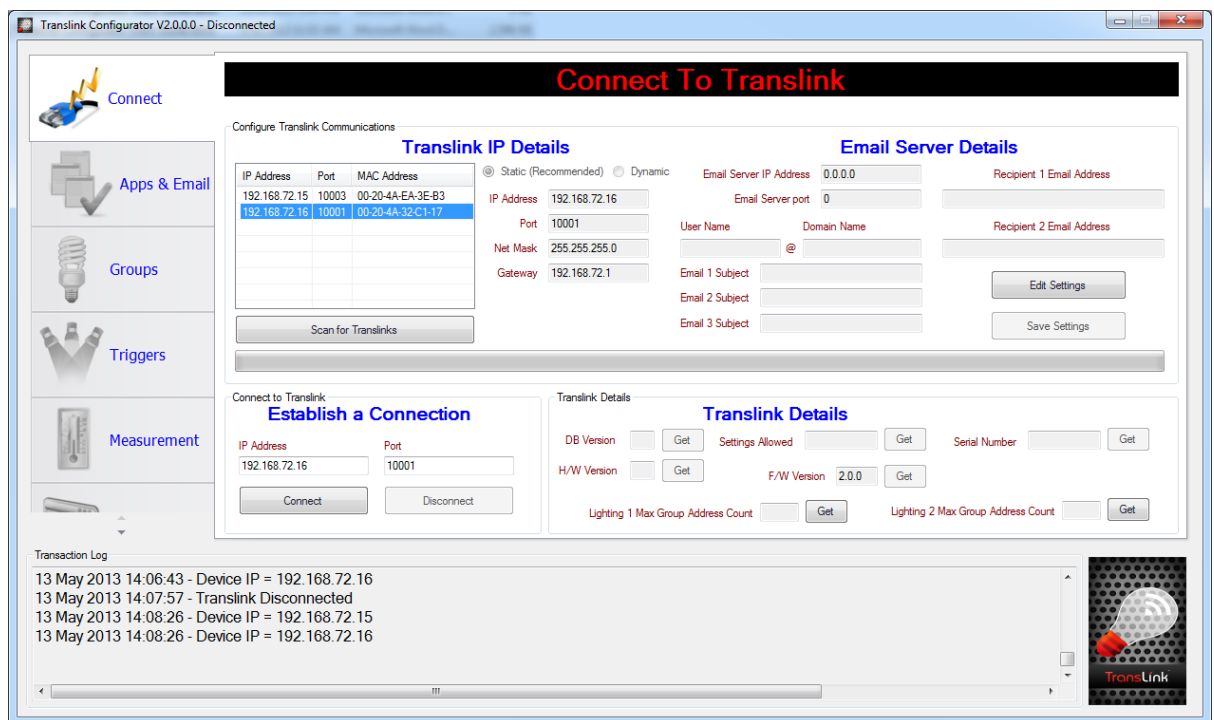 Translink Configurator V2.0.0.0 - Disconnected
Connect
Apps & Email
Groups
Triggers
Measurement
Connect To Translink
Configure Translink Communications
Translink IP Details
IP Address Port MAC Address
192.168.72.15 10003 00-20-4A-EA-3E-B3
192.168.72.16 10001 00-20-4A-32-C1-17
Scan for Translinks
Static (Recommended) Dynamic
IP Address 192.168.72.16
Port 10001
Net Mask 255.255.255.0
Gateway 192.168.72.1
Email Server Details
Email Server IP Address 0.0.0.0
Email Server port 0
User Name Domain Name
@
Email 1 Subject
Email 2 Subject
Email 3 Subject
Recipient 1 Email Address
Recipient 2 Email Address
Edit Settings
Save Settings
Connect to Translink
Establish a Connection
IP Address Port
192.168.72.16 10001
Connect Disconnect
Translink Details
Translink Details
DB Version Get Settings Allowed Get Serial Number Get
H/W Version Get F/W Version 2.0.0 Get
Lighting 1 Max Group Address Count Get Lighting 2 Max Group Address Count Get
Transaction Log
13 May 2013 14:06:43 - Device IP = 192.168.72.16
13 May 2013 14:07:57 - Translink Disconnected
13 May 2013 14:08:26 - Device IP = 192.168.72.15
13 May 2013 14:08:26 - Device IP = 192.168.72.16
TransLink